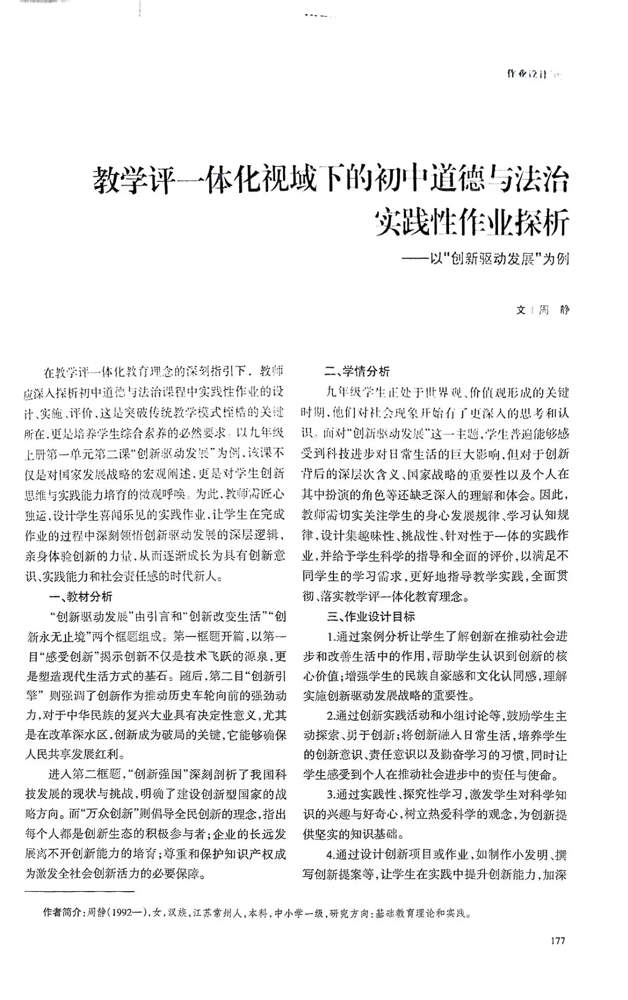 作业设计
教学评一体化视域下的初中道德与法治
实践性作业探析
——以"创新驱动发展"为例
文|周 静
在教学评一体化教育理念的深刻指引下，教师
应深入探析初中道德与法治课程中实践性作业的设
计、实施、评价，这是突破传统教学模式桎梏的关键
所在，更是培养学生综合素养的必然要求。以九年级
上册第一单元第二课“创新驱动发展”为例，该课不
仅是对国家发展战略的宏观阐述，更是对学生创新
思维与实践能力培育的微观呼唤。为此，教师需匠心
独运，设计学生喜闻乐见的实践作业，让学生在完成
作业的过程中深刻领悟创新驱动发展的深层逻辑，
亲身体验创新的力量，从而逐渐成长为具有创新意
识、实践能力和社会责任感的时代新人。
一、教材分析
“创新驱动发展”由引言和“创新改变生活”“创
新永无止境”两个框题组成。第一框题开篇，以第一
目“感受创新”揭示创新不仅是技术飞跃的源泉，更
是塑造现代生活方式的基石。随后，第二目“创新引
擎” 则强调了创新作为推动历史车轮向前的强劲动
力，对于中华民族的复兴大业具有决定性意义，尤其
是在改革深水区，创新成为破局的关键，它能够确保
人民共享发展红利。
进入第二框题，“创新强国”深刻剖析了我国科
技发展的现状与挑战，明确了建设创新型国家的战
略方向。而“万众创新”则倡导全民创新的理念，指出
每个人都是创新生态的积极参与者；企业的长远发
展离不开创新能力的培育；尊重和保护知识产权成
为激发全社会创新活力的必要保障。
二、学情分析
九年级学生正处于世界观、价值观形成的关键
时期，他们对社会现象开始有了更深入的思考和认
识。面对“创新驱动发展”这一主题，学生普遍能够感
受到科技进步对日常生活的巨大影响，但对于创新
背后的深层次含义、国家战略的重要性以及个人在
其中扮演的角色等还缺乏深入的理解和体会。因此，
教师需切实关注学生的身心发展规律、学习认知规
律，设计集趣味性、挑战性、针对性于一体的实践作
业，并给予学生科学的指导和全面的评价，以满足不
同学生的学习需求，更好地指导教学实践，全面贯
彻、落实教学评一体化教育理念。
三、作业设计目标
1.通过案例分析让学生了解创新在推动社会进
步和改善生活中的作用，帮助学生认识到创新的核
心价值；增强学生的民族自豪感和文化认同感，理解
实施创新驱动发展战略的重要性。
2.通过创新实践活动和小组讨论等，鼓励学生主
动探索、勇于创新；将创新融入日常生活，培养学生
的创新意识、责任意识以及勤奋学习的习惯，同时让
学生感受到个人在推动社会进步中的责任与使命。
3.通过实践性、探究性学习，激发学生对科学知
识的兴趣与好奇心，树立热爱科学的观念，为创新提
供坚实的知识基础。
4.通过设计创新项目或作业，如制作小发明、撰
写创新提案等，让学生在实践中提升创新能力，加深
作者简介：周静（1992—），女，汉族，江苏常州人，本科，中小学一级，研究方向：基础教育理论和实践。
177